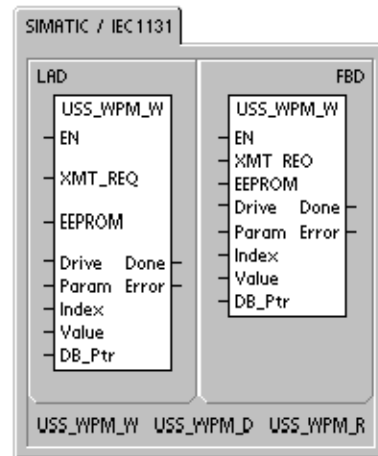 SIMATIC / IEC 1131
LAD
USS_WPM_W
EN
XMT_REQ
EEPROM
Drive Done
Param Error
Index
Value
DB_Ptr
FBD
USS_WPM_W
EN
XMT REO
EEPROM
Drive Done
Param Error
Index
Value
DB_Ptr
USS_WPM_W USS_WPM_D USS_WPM_R